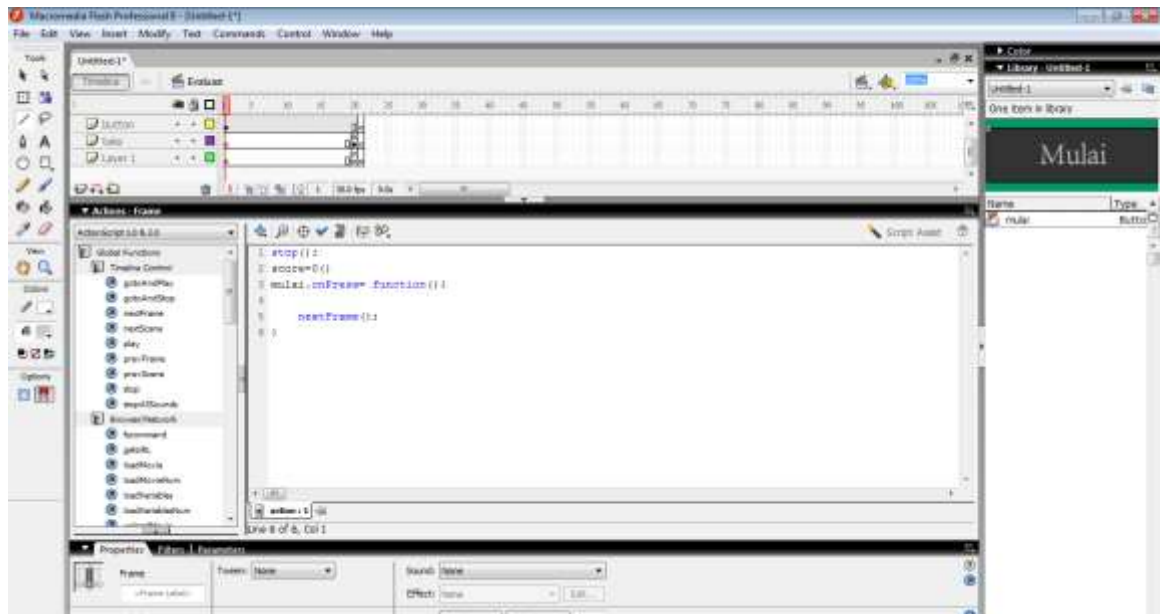 Macromedia Flash Professional 8 - [Untitled-1*]
File Edit View Insert Modify Text Commands Control Window Help
Tools
View
Colors
Options
Untitled-1*
Timeline
Evaluasi
button
Layer 1
Actions - Frame
ActionScript 1.0 & 2.0
Global Functions
Timeline Control
gotoAndPlay
gotoAndStop
nextFrame
nextScene
play
prevFrame
prevScene
stop
stopAllSounds
Browser/Network
fscommand
getURL
loadMovie
loadMovieNum
loadVariables
loadVariablesNum
Script Assist
1 stop();
2 score=0()
3 mulai.onPress= function(){
4
5 nextFrame();
6 }
action : 1
Line 6 of 6, Col 1
Properties Filters Parameters
Frame
<Frame Label>
Tween: None
Sound: None
Effect: None
Edit...
Color
Library - Untitled-1
Untitled-1
One item in library
Mulai
Name Type
mulai Button